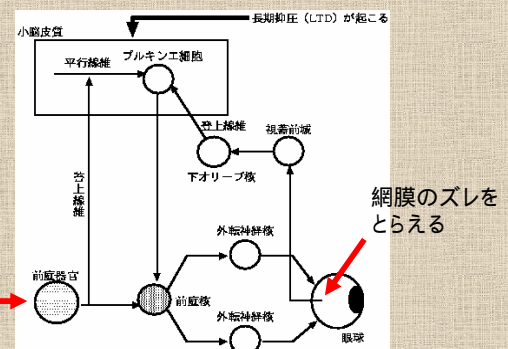 長期抑圧（LTD）が起こる
小脳皮質
平行線維
プルキンエ細胞
登上線維
視蓋前域
下オリーブ核
登上線維
網膜のズレを
とらえる
外転神経核
前庭器官
前庭核
外転神経核
眼球